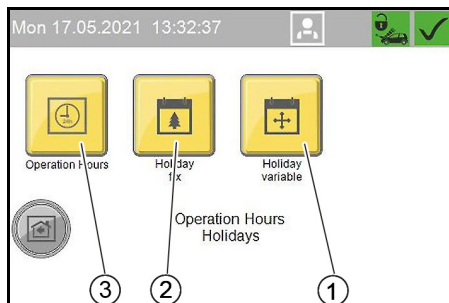 Mon 17.05.2021 13:32:37
24h
Operation Hours
Holiday
fix
Holiday
variable
Operation Hours
Holidays
3
2
1